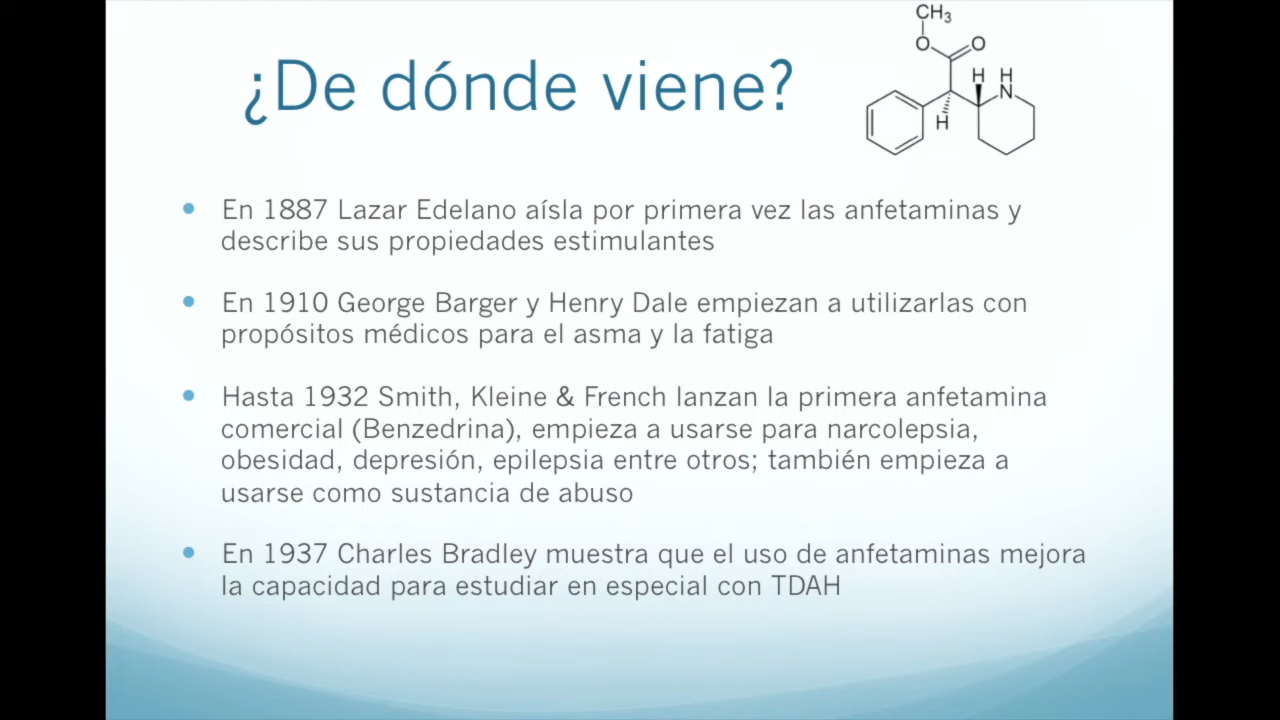 ¿De dónde viene?
CH3
O
O
H
H
N
H
• En 1887 Lazar Edelano aísla por primera vez las anfetaminas y
describe sus propiedades estimulantes
• En 1910 George Barger y Henry Dale empiezan a utilizarlas con
propósitos médicos para el asma y la fatiga
• Hasta 1932 Smith, Kleine & French lanzan la primera anfetamina
comercial (Benzedrina), empieza a usarse para narcolepsia,
obesidad, depresión, epilepsia entre otros; también empieza a
usarse como sustancia de abuso
• En 1937 Charles Bradley muestra que el uso de anfetaminas mejora
la capacidad para estudiar en especial con TDAH